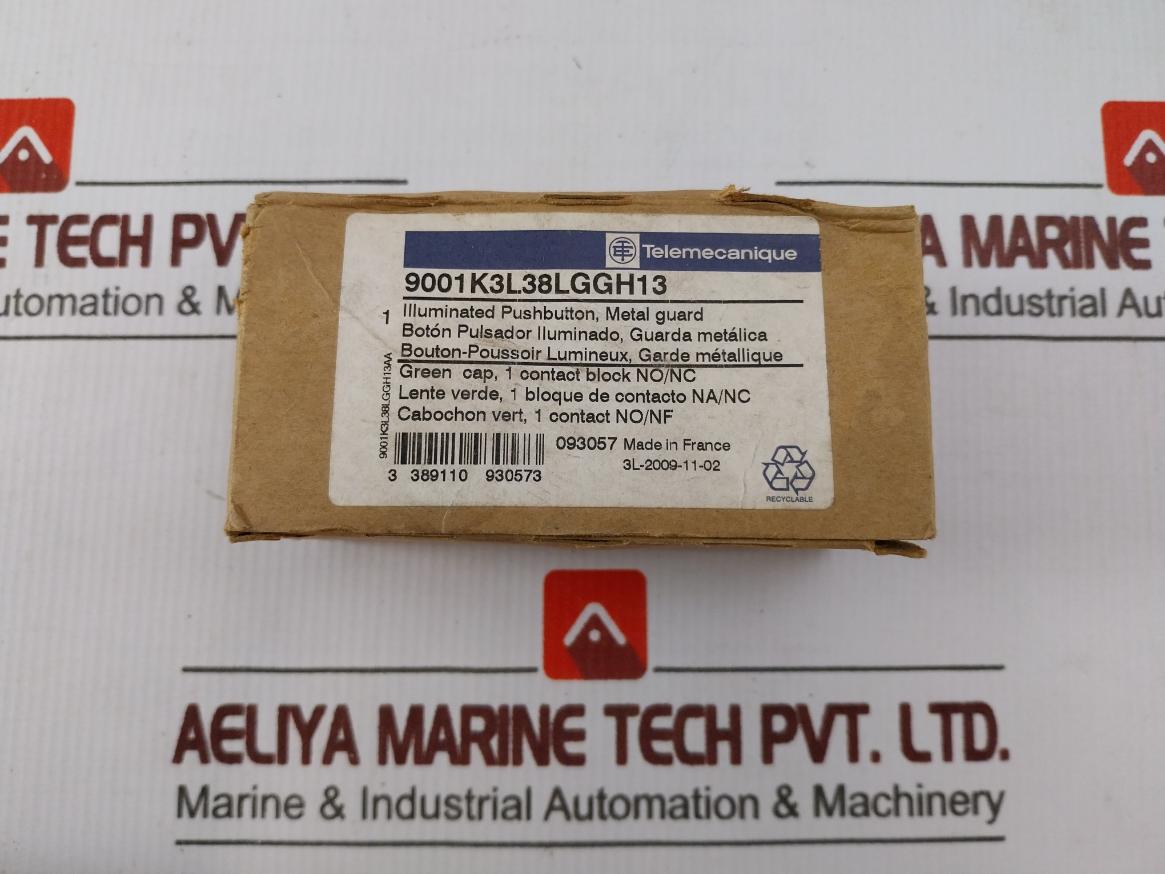 E TECH PV
utomation & M
A MARINE
& Industrial Aut
Telemecanique
9001K3L38LGGH13
1
Illuminated Pushbutton, Metal guard
Botón Pulsador Iluminado, Guarda metálica
Bouton-Poussoir Lumineux, Garde métallique
Green cap, 1 contact block NO/NC
Lente verde, 1 bloque de contacto NA/NC
Cabochon vert, 1 contact NO/NF
9001K3L38LGGH13AA
093057 Made in France
3L-2009-11-02
3 389110 930573
RECYCLABLE
AELIYA MARINE TECH PVT. LTD.
Marine & Industrial Automation & Machinery